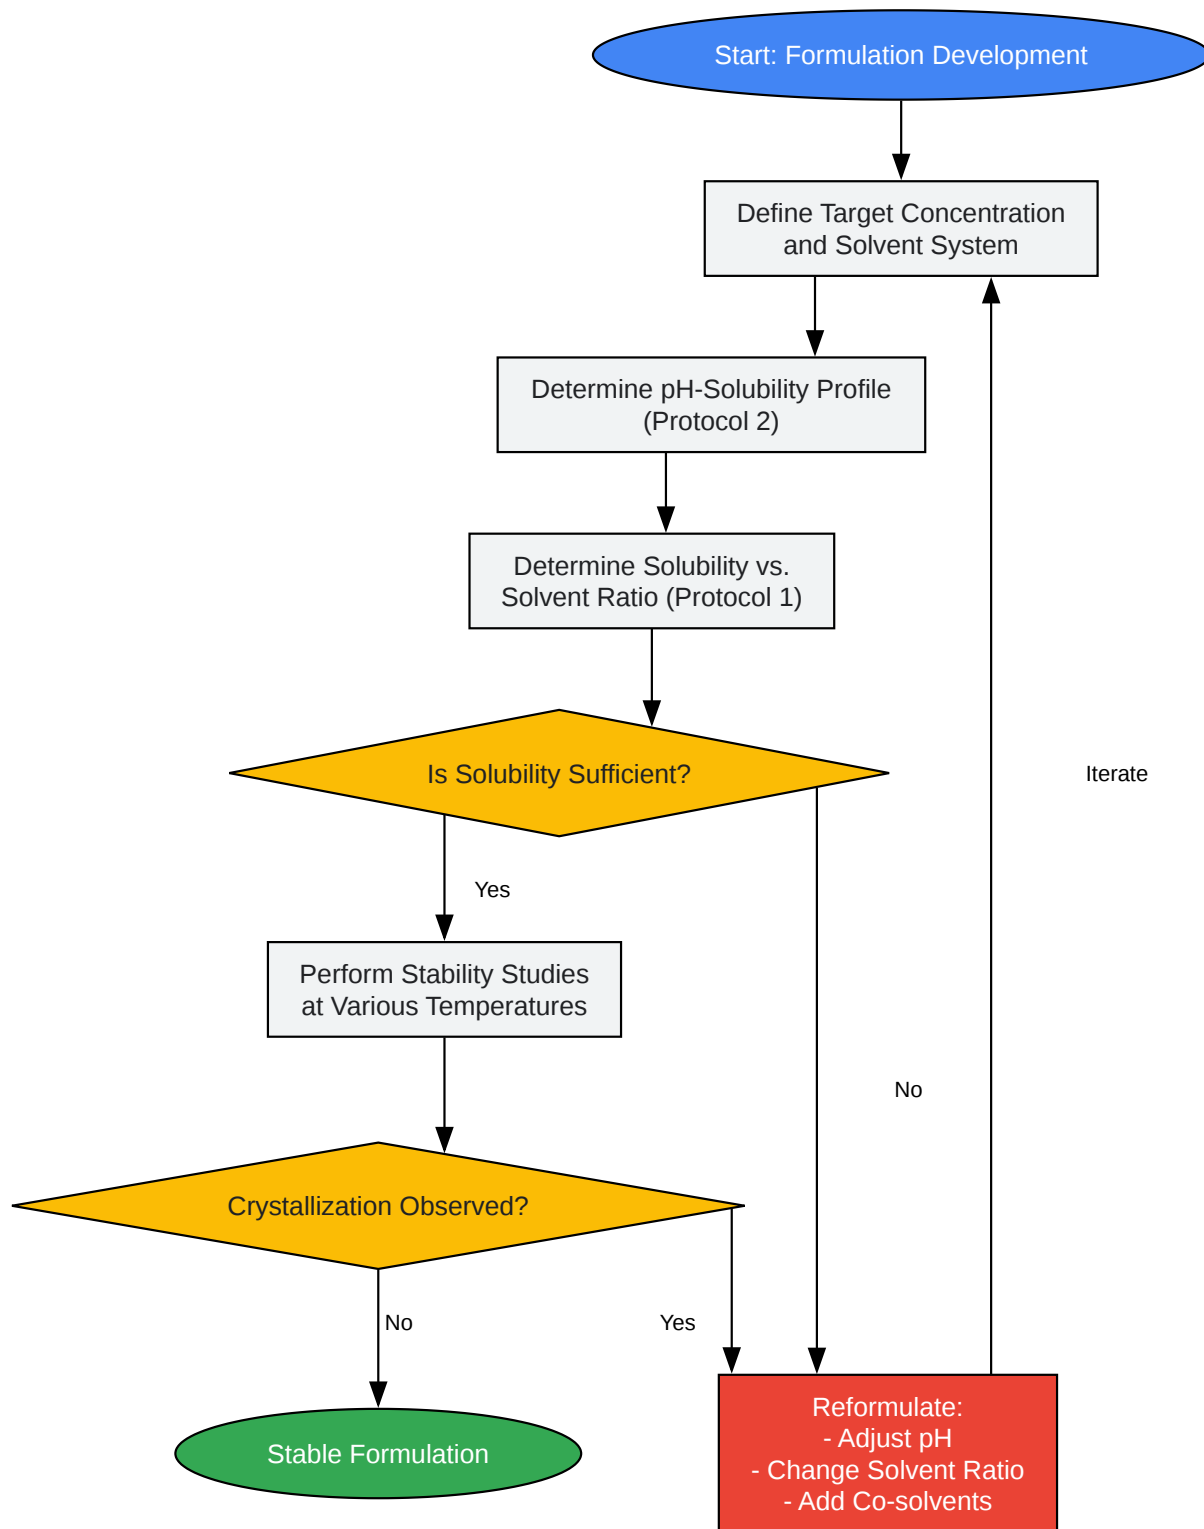 Start: Formulation Development
Define Target Concentration
and Solvent System
Determine pH-Solubility Profile
(Protocol 2)
Determine Solubility vs.
Solvent Ratio (Protocol 1)
Is Solubility Sufficient?
Iterate
Yes
Perform Stability Studies
at Various Temperatures
No
Crystallization Observed?
No
Yes
Stable Formulation
Reformulate:
- Adjust pH
- Change Solvent Ratio
- Add Co-solvents